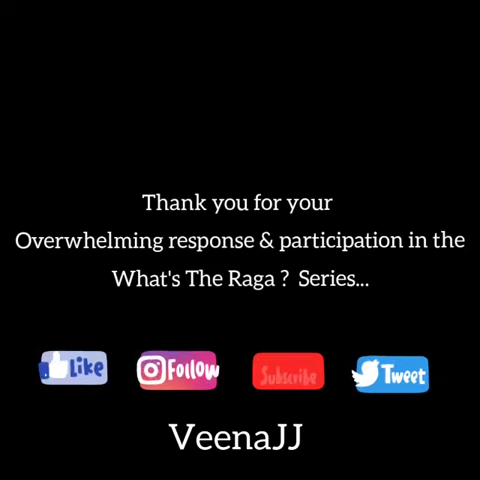 Thank you for your
Overwhelming response & participation in the
What's The Raga ? Series...
Like Follow Subscribe Tweet
VeenaJJ